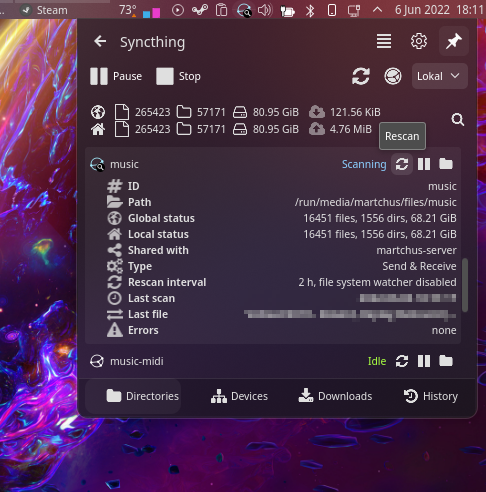 Steam 73° 6 Jun 2022 18:11
Syncthing
Pause Stop Lokal
265423 57171 80.95 GiB 121.56 KiB
265423 57171 80.95 GiB 4.76 MiB
Rescan
music Scanning
ID music
Path /run/media/martchus/files/music
Global status 16451 files, 1556 dirs, 68.21 GiB
Local status 16451 files, 1556 dirs, 68.21 GiB
Shared with martchus-server
Type Send & Receive
Rescan interval 2 h, file system watcher disabled
Last scan
Last file
Errors none
music-midi Idle
Directories Devices Downloads History